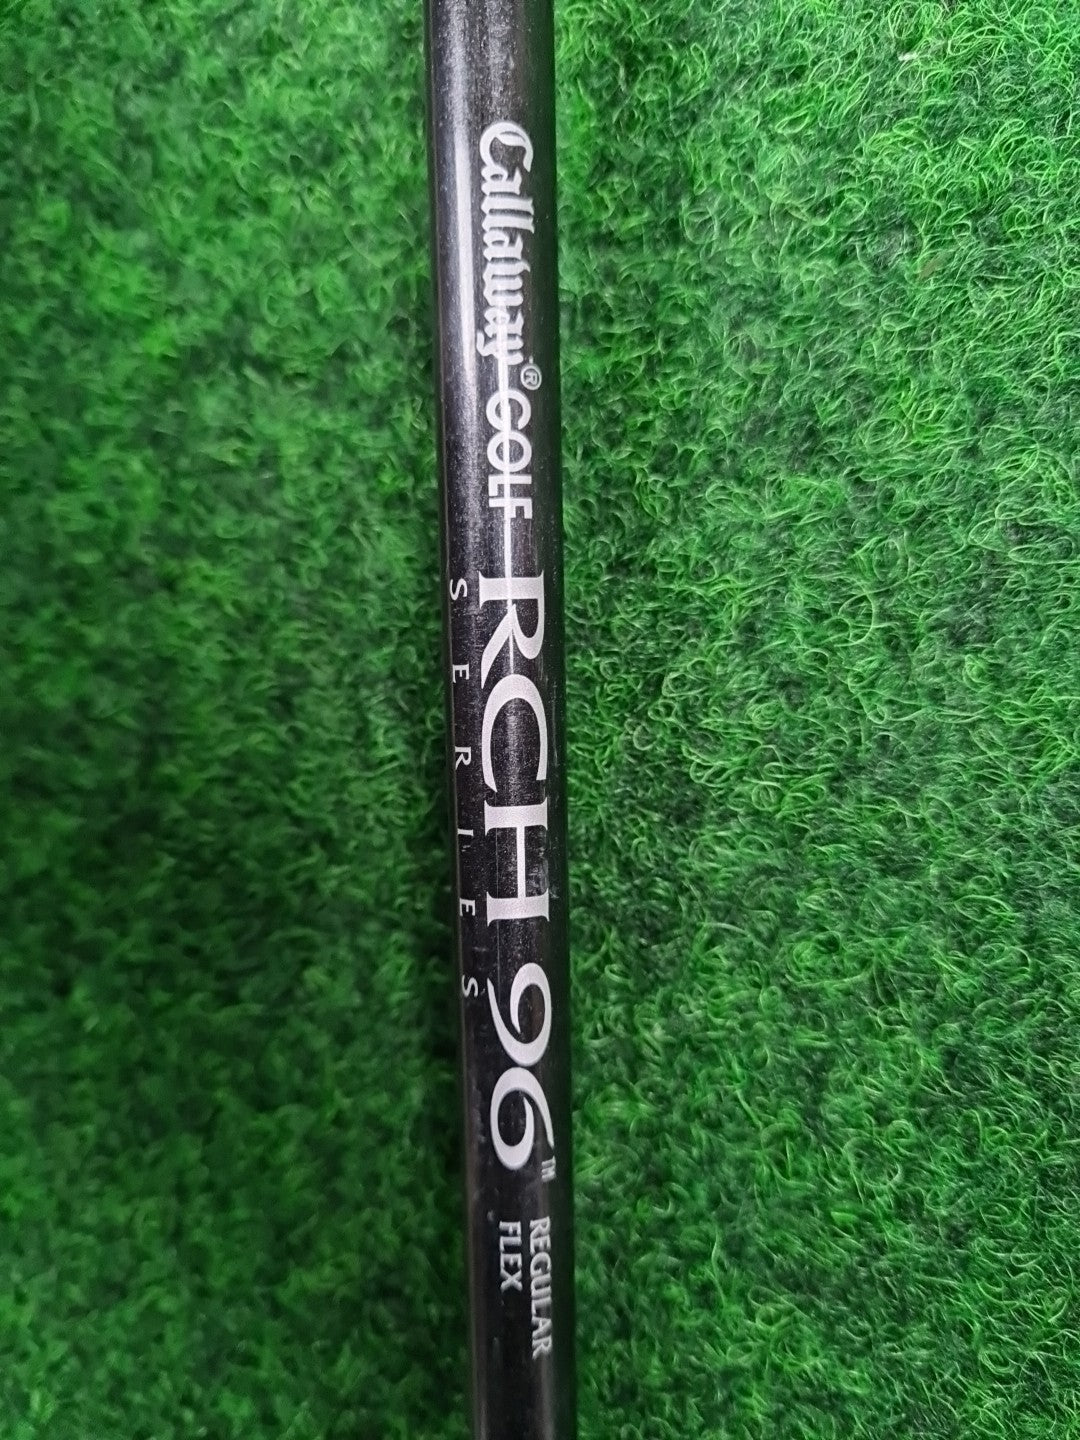 Callaway® GOLF RCH 96™ REGULAR
FLEX
SERIES